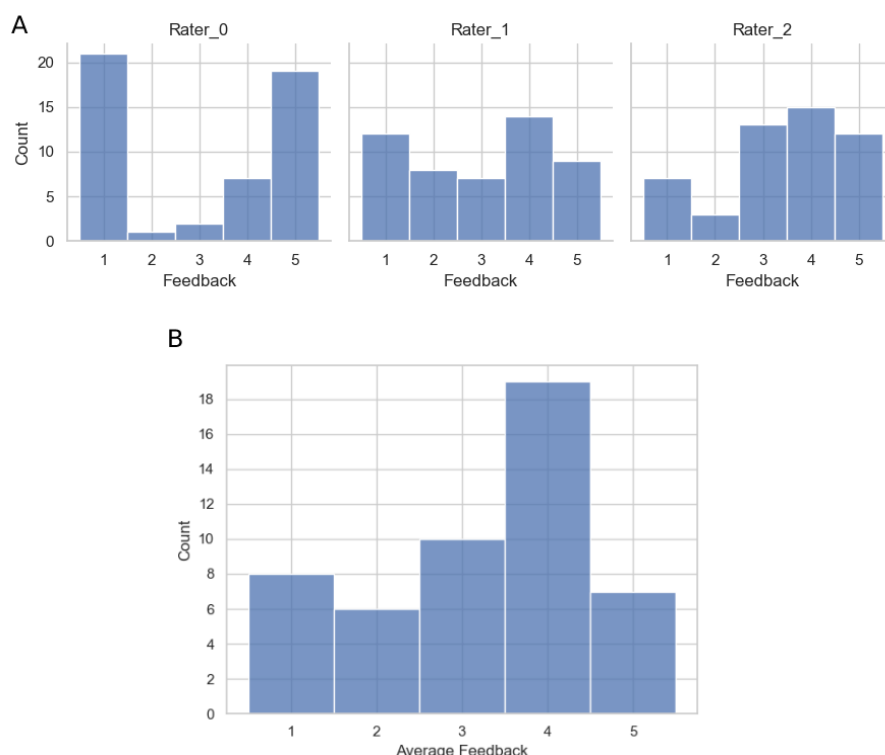 A
Rater_0 Rater_1 Rater_2
20
15
10
5
0
Count
1 2 3 4 5 1 2 3 4 5 1 2 3 4 5
Feedback Feedback Feedback
B
18
16
14
12
10
8
6
4
2
0
Count
1 2 3 4 5
Average Feedback